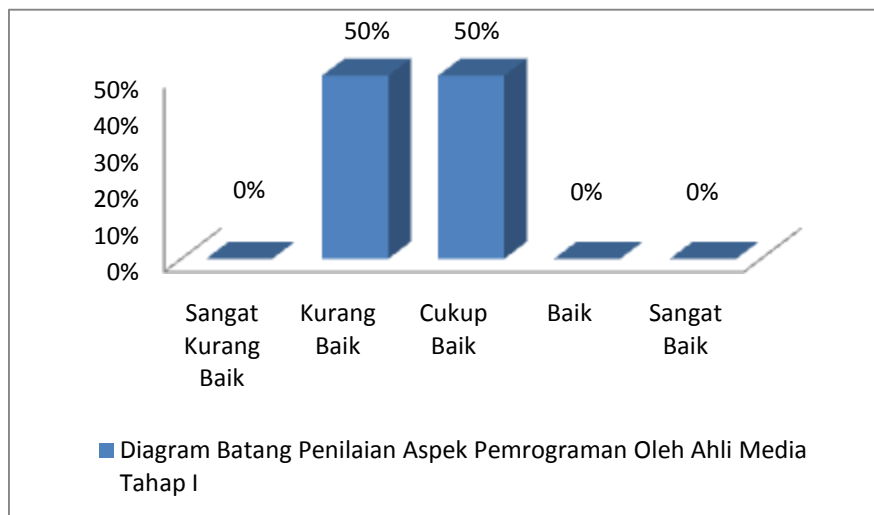 50% 50%
50%
40%
30%
20%
10%
0%
0%
0%
0%
Sangat Kurang Baik
Kurang Baik
Cukup Baik
Baik
Sangat Baik
Diagram Batang Penilaian Aspek Pemrograman Oleh Ahli Media
Tahap I